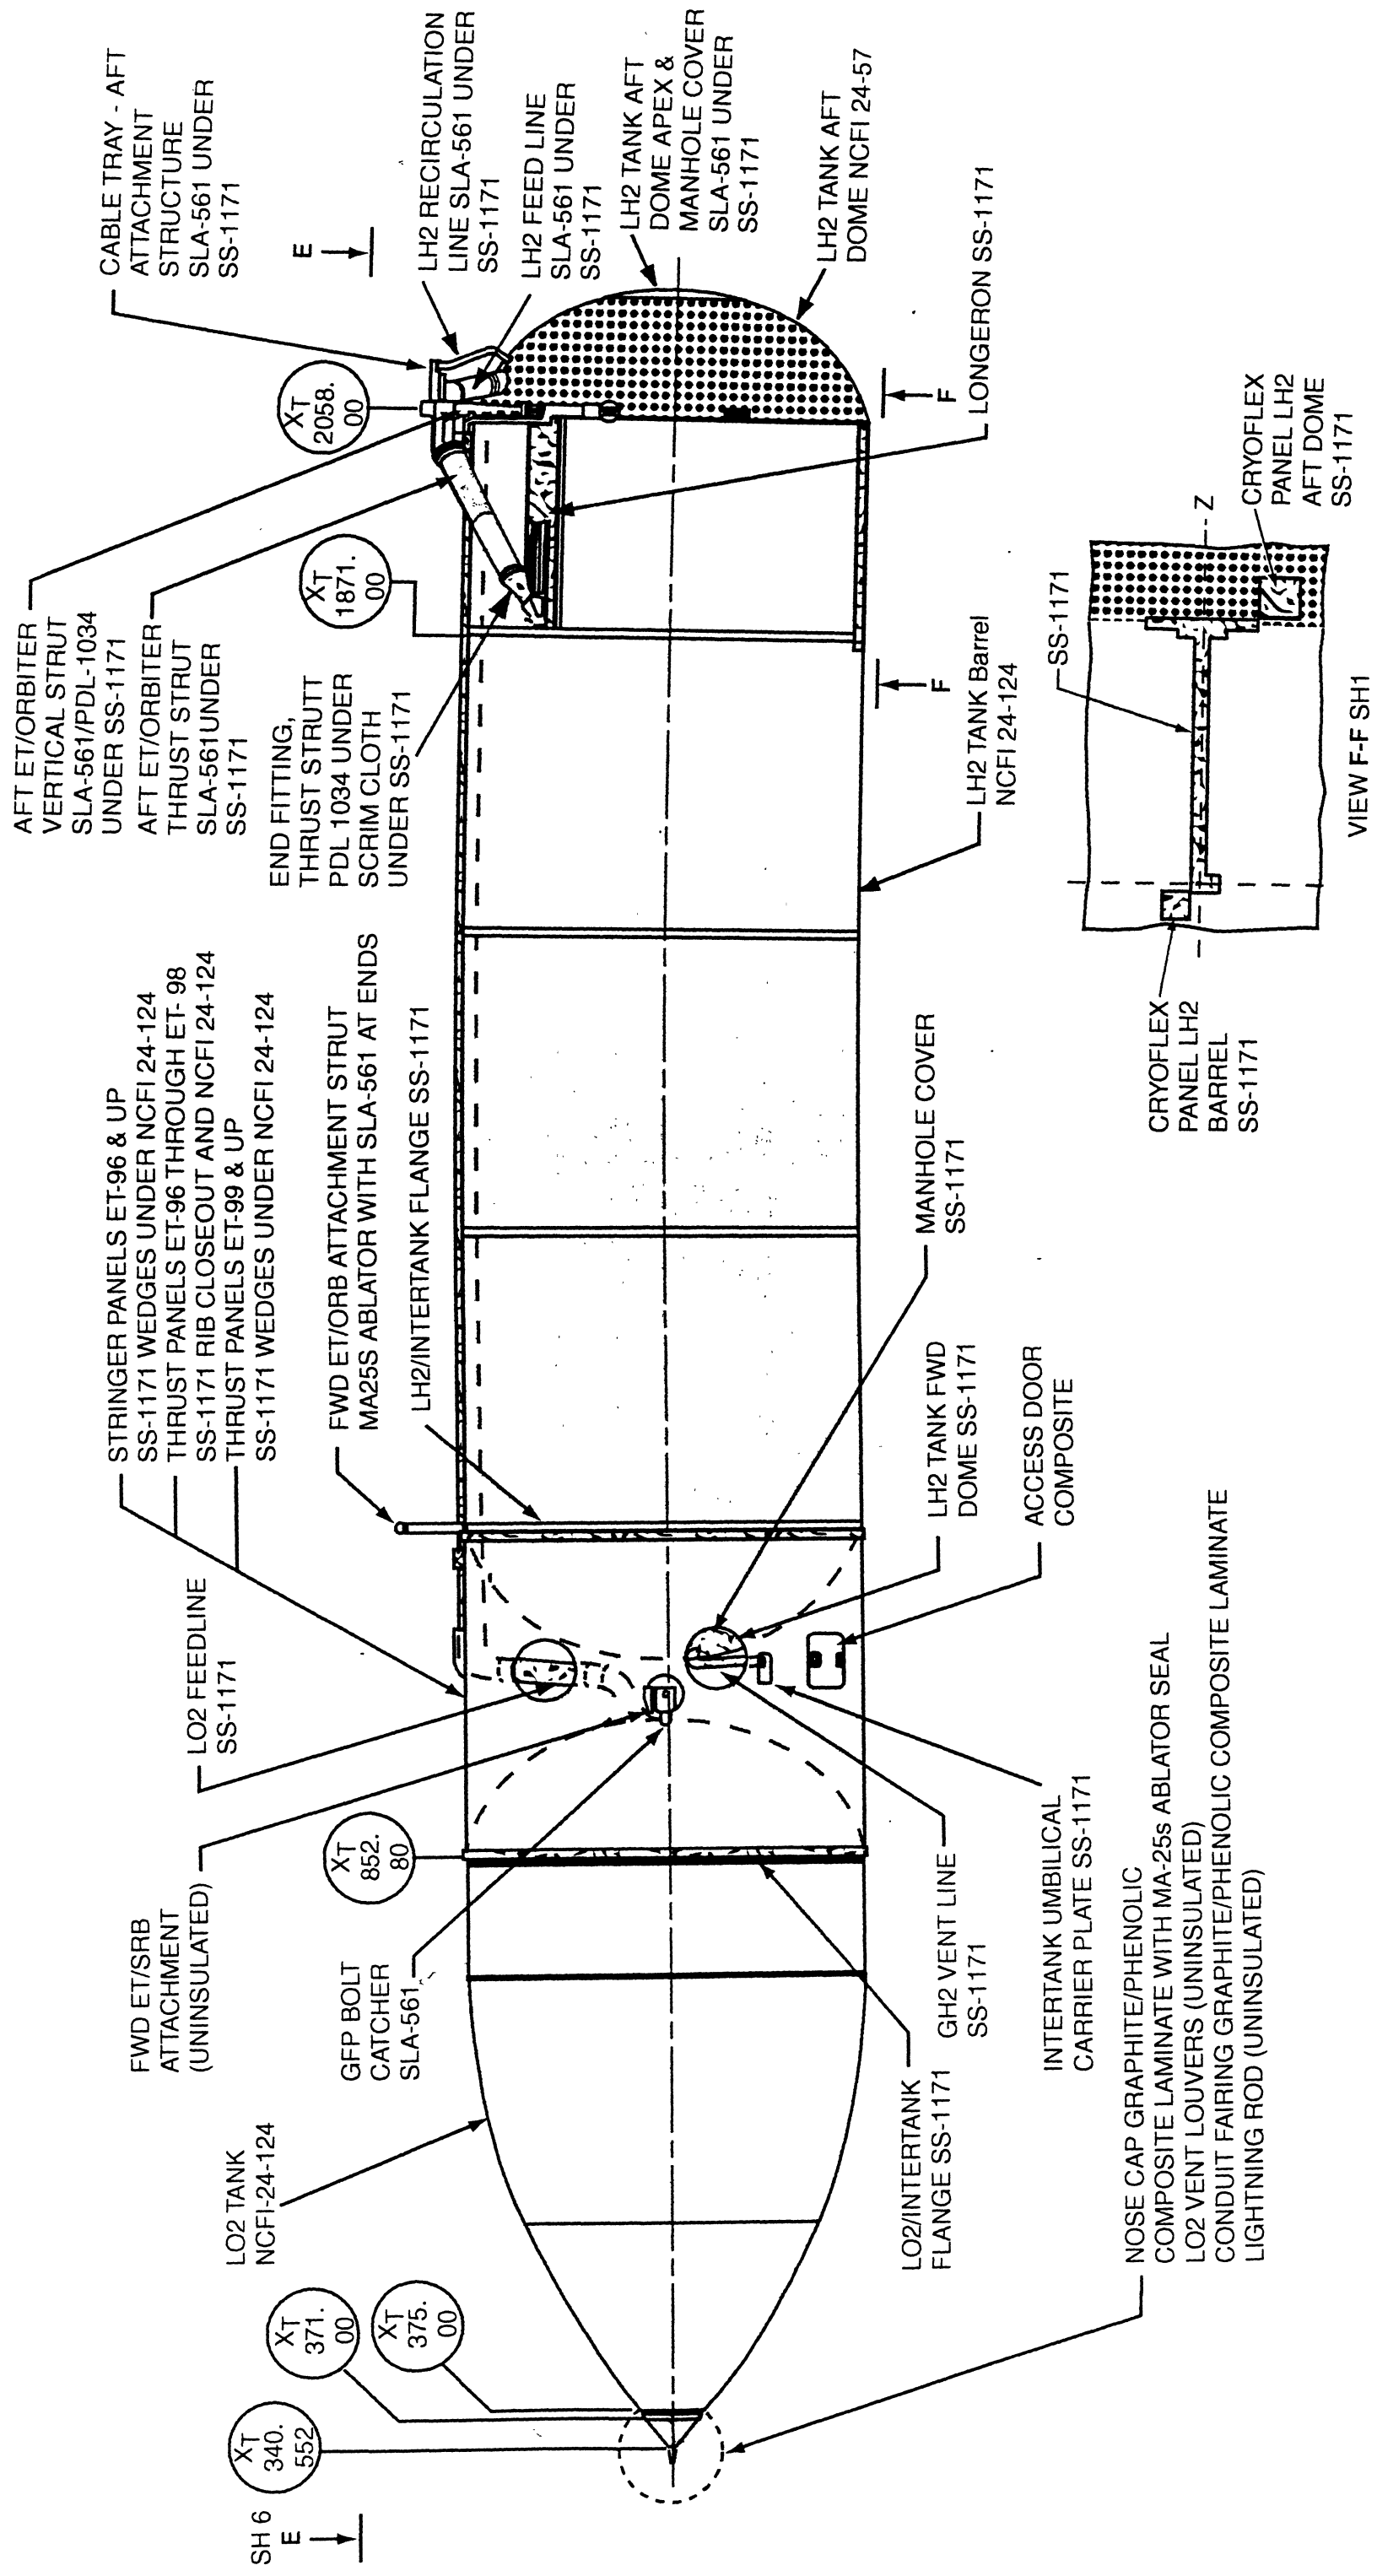 SH 6
E
XT
340.
552
XT
371.
00
XT
375.
00
LO2 TANK
NCFI-24-124
FWD ET/SRB
ATTACHMENT
(UNINSULATED)
LO2 FEEDLINE
SS-1171
XT
852.
80
GFP BOLT
CATCHER
SLA-561
STRINGER PANELS ET-96 & UP
SS-1171 WEDGES UNDER NCFI 24-124
THRUST PANELS ET-96 THROUGH ET- 98
SS-1171 RIB CLOSEOUT AND NCFI 24-124
THRUST PANELS ET-99 & UP
SS-1171 WEDGES UNDER NCFI 24-124
FWD ET/ORB ATTACHMENT STRUT
MA25S ABLATOR WITH SLA-561 AT ENDS
LH2/INTERTANK FLANGE SS-1171
AFT ET/ORBITER
VERTICAL STRUT
SLA-561/PDL-1034
UNDER SS-1171
AFT ET/ORBITER
THRUST STRUT
SLA-561UNDER
SS-1171
END FITTING,
THRUST STRUTT
PDL 1034 UNDER
SCRIM CLOTH
UNDER SS-1171
XT
1871.
00
XT
2058.
00
CABLE TRAY - AFT
ATTACHMENT
STRUCTURE
SLA-561 UNDER
SS-1171
E
LH2 RECIRCULATION
LINE SLA-561 UNDER
SS-1171
LH2 FEED LINE
SLA-561 UNDER
SS-1171
LH2 TANK AFT
DOME APEX &
MANHOLE COVER
SLA-561 UNDER
SS-1171
LH2 TANK AFT
DOME NCFI 24-57
LONGERON SS-1171
F
F
LH2 TANK Barrel
NCFI 24-124
MANHOLE COVER
SS-1171
LH2 TANK FWD
DOME SS-1171
ACCESS DOOR
COMPOSITE
LO2/INTERTANK
FLANGE SS-1171
GH2 VENT LINE
SS-1171
INTERTANK UMBILICAL
CARRIER PLATE SS-1171
NOSE CAP GRAPHITE/PHENOLIC
COMPOSITE LAMINATE WITH MA-25s ABLATOR SEAL
LO2 VENT LOUVERS (UNINSULATED)
CONDUIT FAIRING GRAPHITE/PHENOLIC COMPOSITE LAMINATE
LIGHTNING ROD (UNINSULATED)
SS-1171
Z
CRYOFLEX
PANEL LH2
BARREL
SS-1171
CRYOFLEX
PANEL LH2
AFT DOME
SS-1171
VIEW F-F SH1